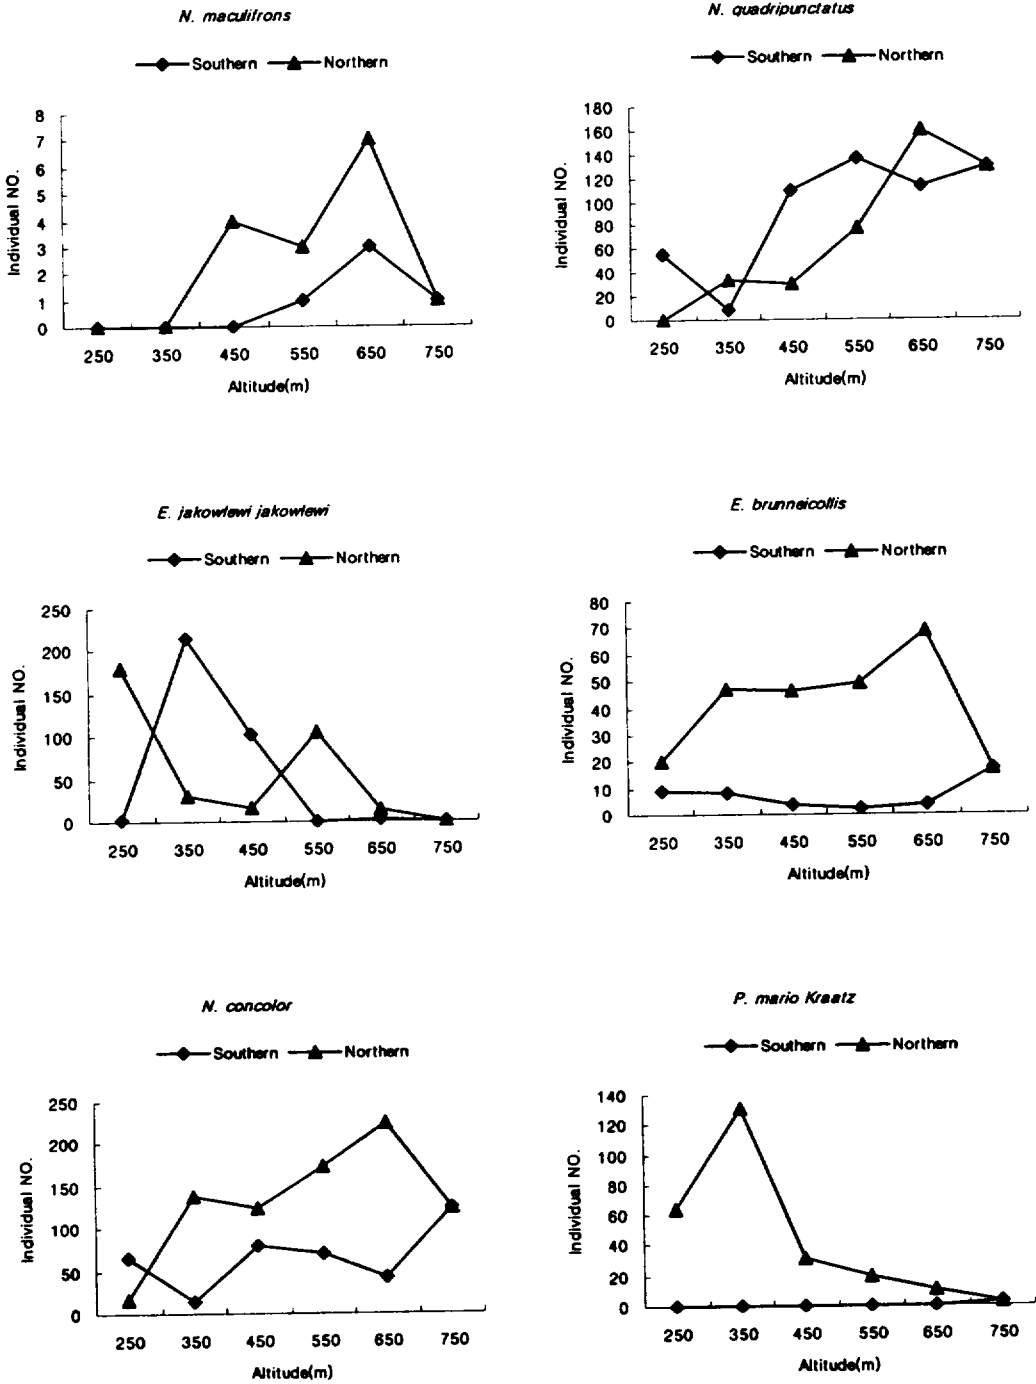 N. maculifrons
Southern Northern
8
7
6
5
4
3
2
1
0
Individual NO.
250 350 450 550 650 750
Altitude(m)
N. quadripunctatus
Southern Northern
180
160
140
120
100
80
60
40
20
0
Individual NO.
250 350 450 550 650 750
Altitude(m)
E. jakowlewi jakowlewi
Southern Northern
250
200
150
100
50
0
Individual NO.
250 350 450 550 650 750
Altitude(m)
E. brunneicollis
Southern Northern
80
70
60
50
40
30
20
10
0
Individual NO.
250 350 450 550 650 750
Altitude(m)
N. concolor
Southern Northern
250
200
150
100
50
0
Individual NO.
250 350 450 550 650 750
Altitude(m)
P. mario Kraatz
Southern Northern
140
120
100
80
60
40
20
0
Individual NO.
250 350 450 550 650 750
Altitude(m)